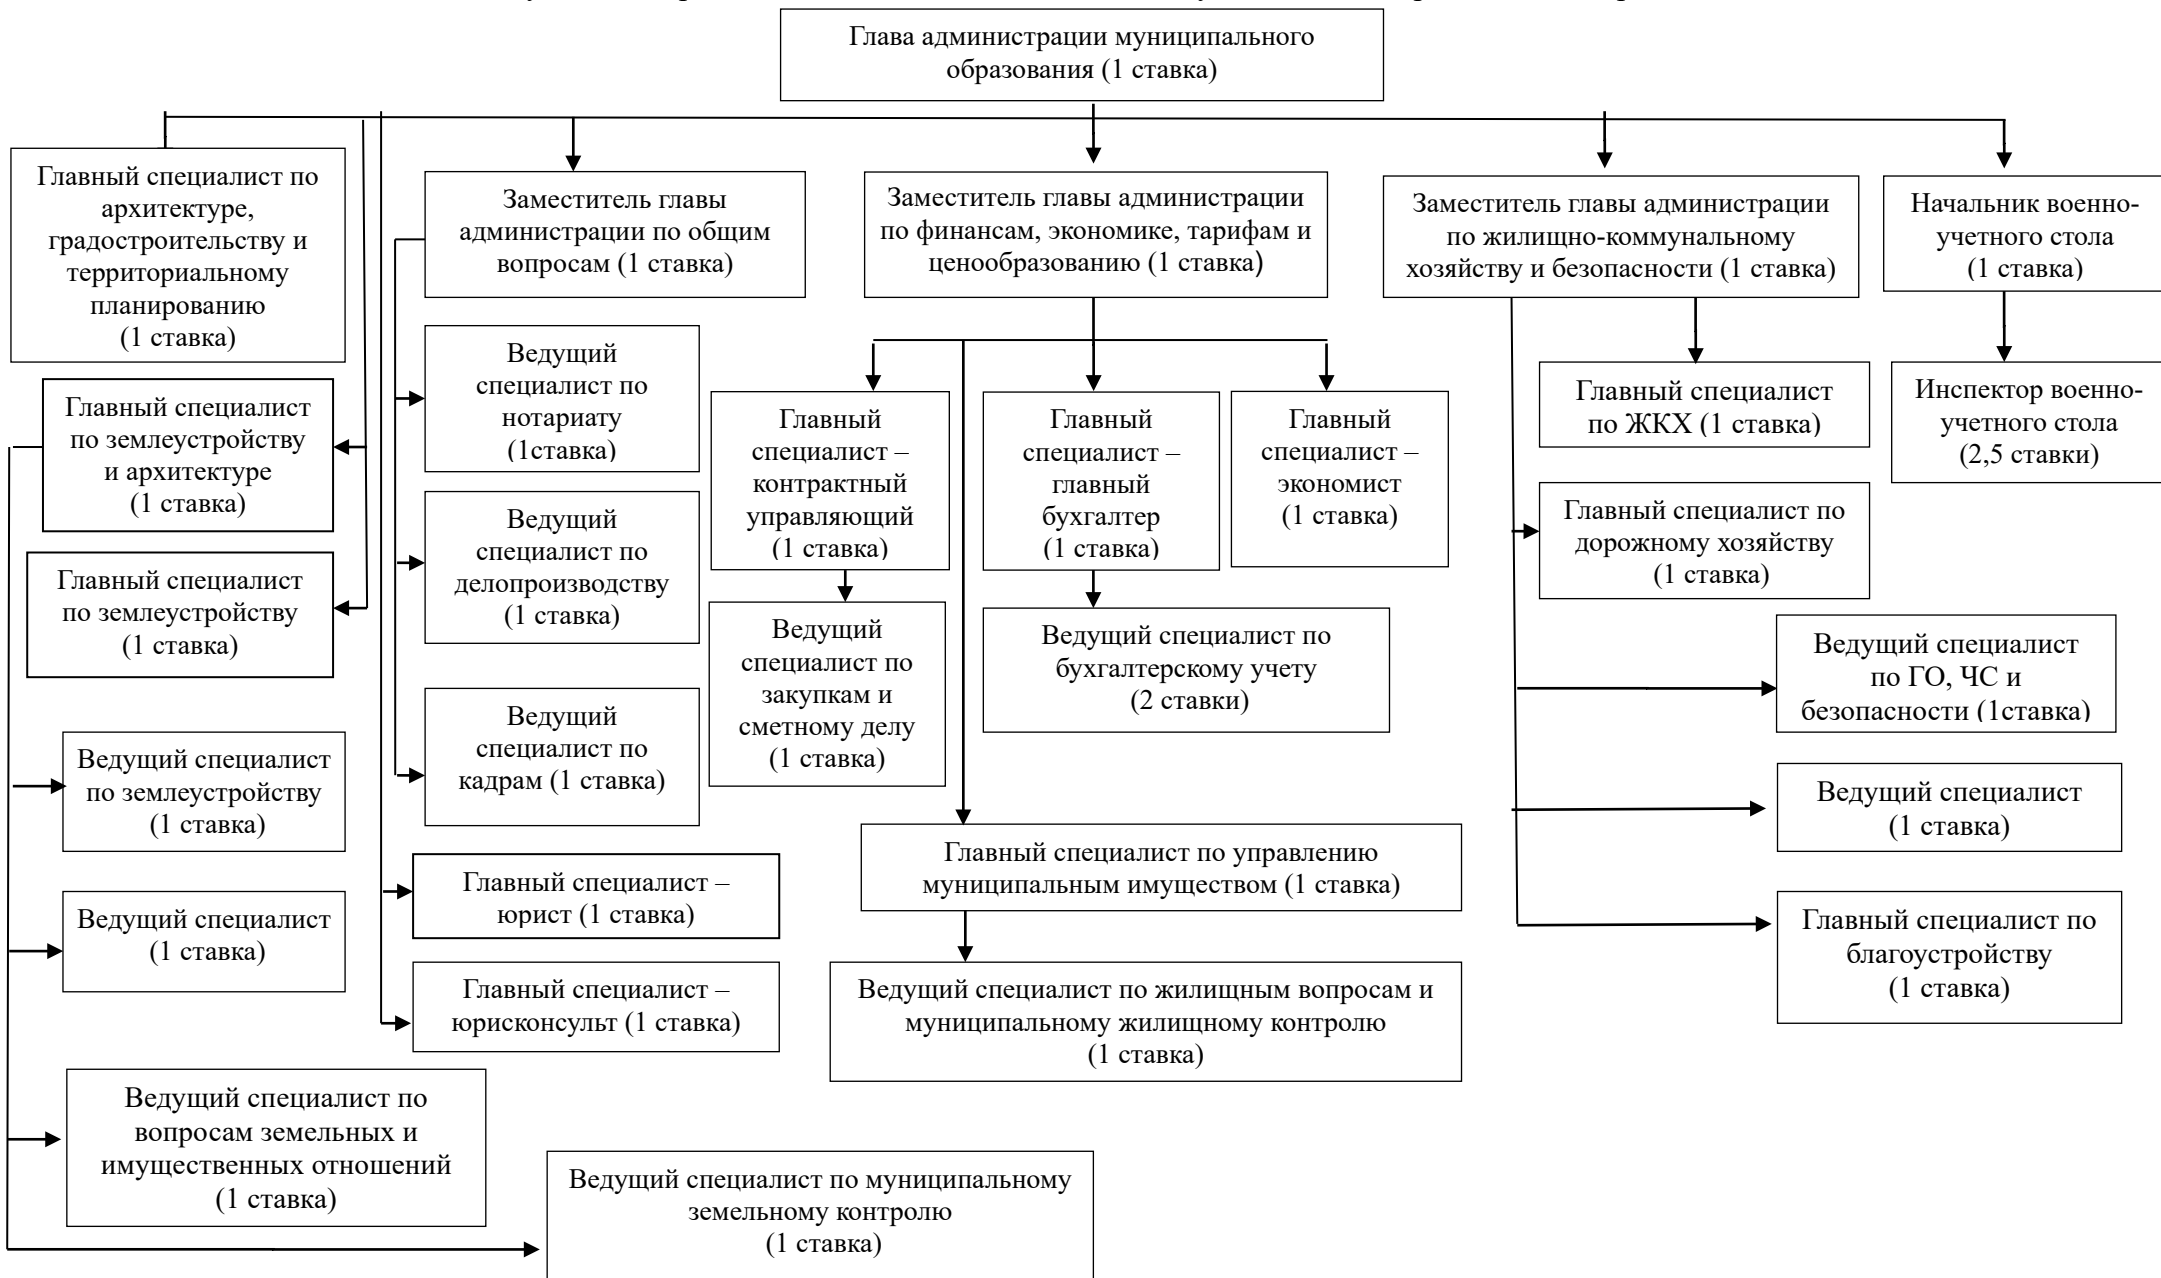 Глава администрации муниципального
образования (1 ставка)
Главный специалист по
архитектуре,
градостроительству и
территориальному
планированию
(1 ставка)
Заместитель главы
администрации по общим
вопросам (1 ставка)
Заместитель главы администрации
по финансам, экономике, тарифам и
ценообразованию (1 ставка)
Заместитель главы администрации
по жилищно-коммунальному
хозяйству и безопасности (1 ставка)
Начальник военно-
учетного стола
(1 ставка)
Главный специалист
по землеустройству
и архитектуре
(1 ставка)
Ведущий
специалист по
нотариату
(1ставка)
Главный
специалист –
контрактный
управляющий
(1 ставка)
Главный
специалист –
главный
бухгалтер
(1 ставка)
Главный
специалист –
экономист
(1 ставка)
Главный специалист
по ЖКХ (1 ставка)
Инспектор военно-
учетного стола
(2,5 ставки)
Главный специалист по
дорожному хозяйству
(1 ставка)
Главный специалист
по землеустройству
(1 ставка)
Ведущий
специалист по
делопроизводству
(1 ставка)
Ведущий
специалист по
закупкам и
сметному делу
(1 ставка)
Ведущий специалист по
бухгалтерскому учету
(2 ставки)
Ведущий специалист
по ГО, ЧС и
безопасности (1ставка)
Ведущий
специалист по
кадрам (1 ставка)
Ведущий специалист
по землеустройству
(1 ставка)
Ведущий специалист
(1 ставка)
Главный специалист по управлению
муниципальным имуществом (1 ставка)
Главный специалист –
юрист (1 ставка)
Ведущий специалист
(1 ставка)
Главный специалист по
благоустройству
(1 ставка)
Главный специалист –
юрисконсульт (1 ставка)
Ведущий специалист по жилищным вопросам и
муниципальному жилищному контролю
(1 ставка)
Ведущий специалист по
вопросам земельных и
имущественных отношений
(1 ставка)
Ведущий специалист по муниципальному
земельному контролю
(1 ставка)